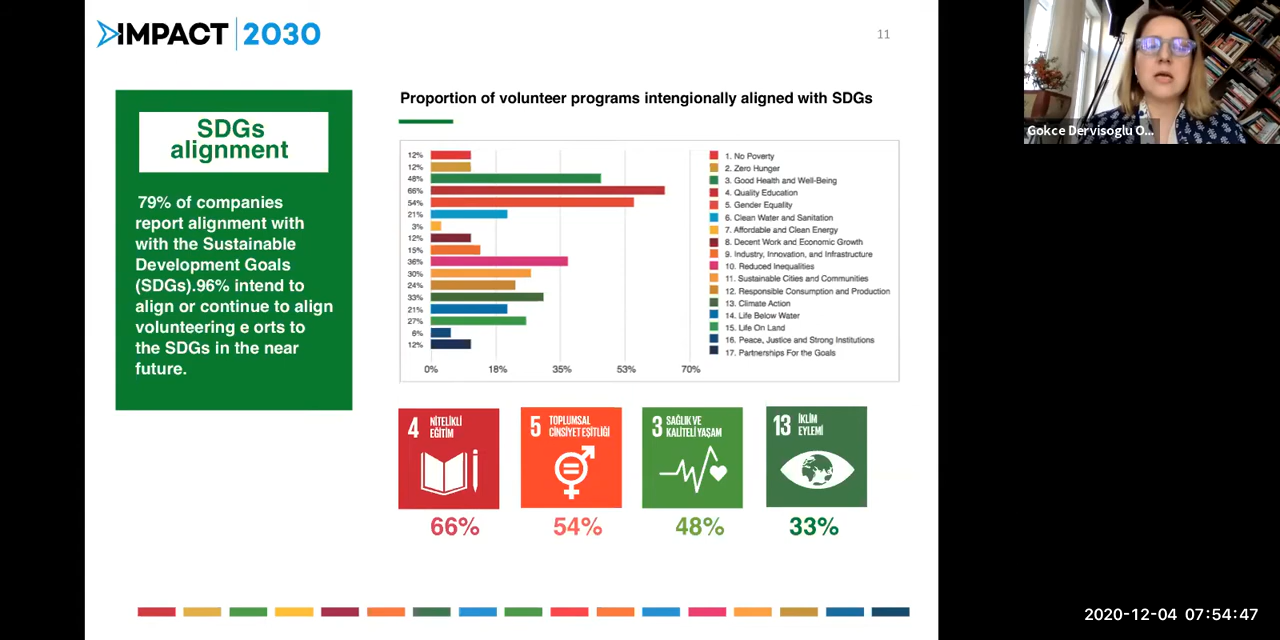 IMPACT 2030
11
SDGs
alignment
79% of companies
report alignment with
with the Sustainable
Development Goals
(SDGs).96% intend to
align or continue to align
volunteering e orts to
the SDGs in the near
future.
Proportion of volunteer programs intengionally aligned with SDGs
12%
12%
48%
66%
54%
21%
3%
12%
15%
36%
30%
24%
33%
21%
27%
6%
12%
0% 18% 35% 53% 70%
1. No Poverty
2. Zero Hunger
3. Good Health and Well-Being
4. Quality Education
5. Gender Equality
6. Clean Water and Sanitation
7. Affordable and Clean Energy
8. Decent Work and Economic Growth
9. Industry, Innovation, and Infrastructure
10. Reduced Inequalities
11. Sustainable Cities and Communities
12. Responsible Consumption and Production
13. Climate Action
14. Life Below Water
15. Life On Land
16. Peace, Justice and Strong Institutions
17. Partnerships For the Goals
4 NİTELİKLİ
EĞİTİM
66%
5 TOPLUMSAL
CİNSİYET EŞİTLİĞİ
54%
3 SAĞLIK VE
KALİTELİ YAŞAM
48%
13 İKLİM
EYLEMİ
33%
Gokce Dervisoglu O...
2020-12-04 07:54:47